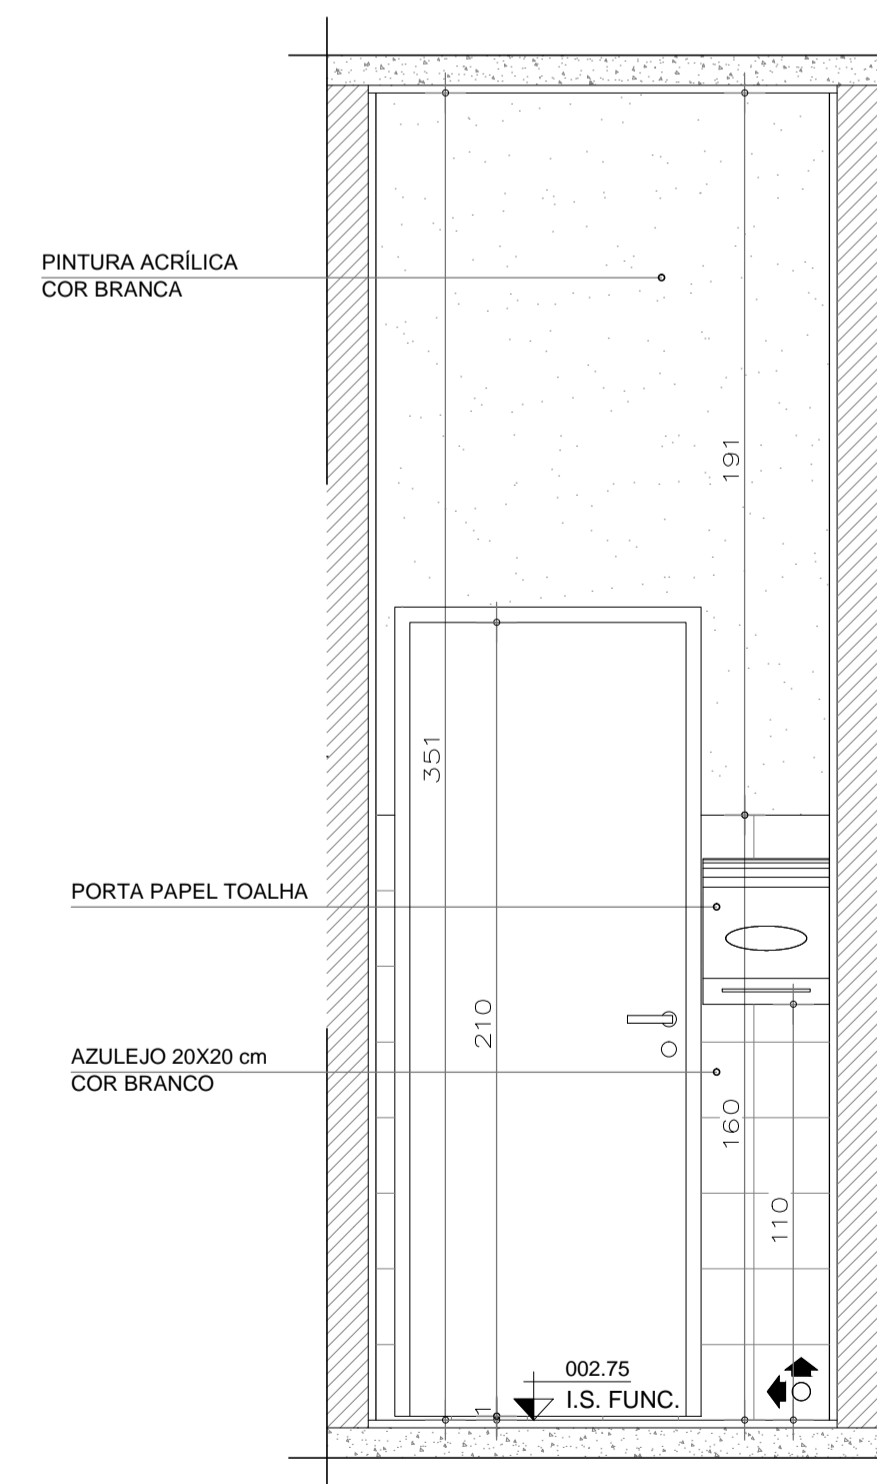 PINTURA ACRÍLICA
COR BRANCA
191
351
PORTA PAPEL TOALHA
210
AZULEJO 20X20 cm
COR BRANCO
160
110
002.75
I.S. FUNC.
1